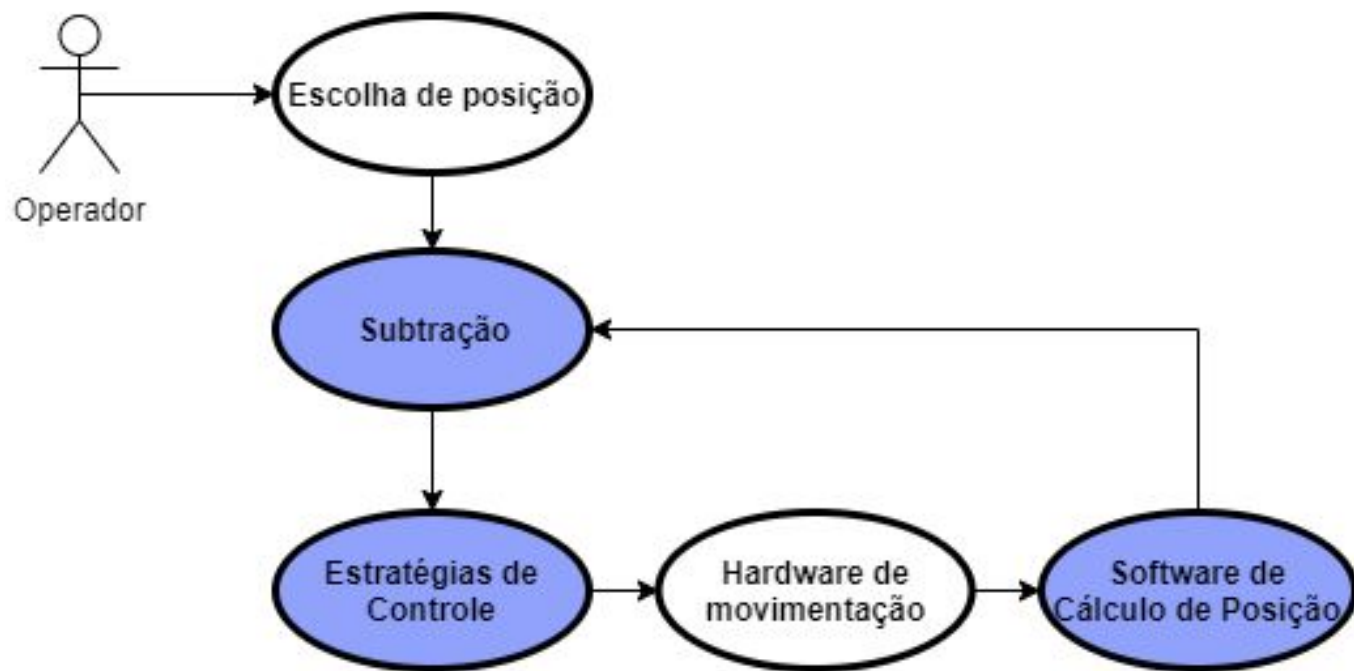 Escolha de posição
Operador
Subtração
Estratégias de
Controle
Hardware de
movimentação
Software de
Cálculo de Posição